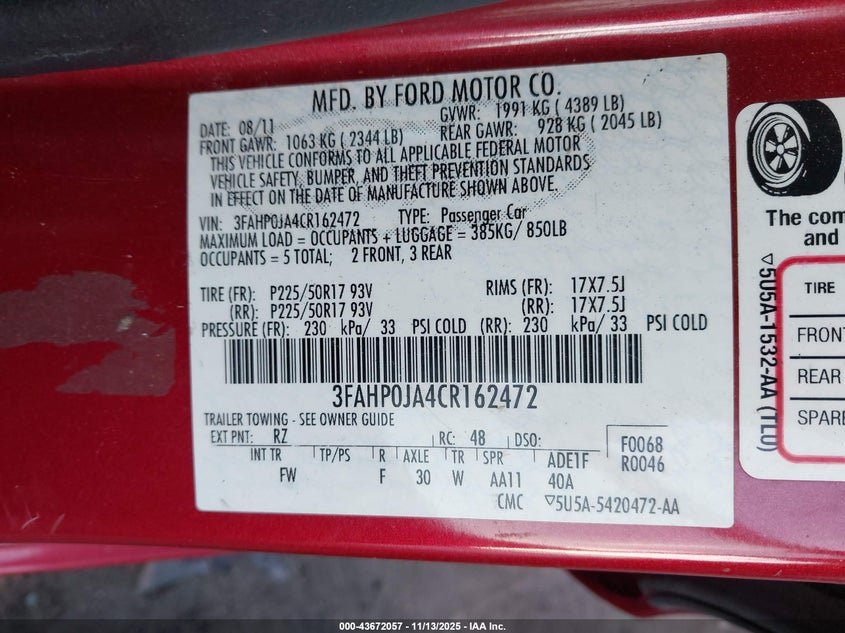 MFD. BY FORD MOTOR CO.
DATE: 08/11 GVWR: 1991 KG ( 4389 LB)
FRONT GAWR: 1063 KG ( 2344 LB) REAR GAWR: 928 KG ( 2045 LB)
THIS VEHICLE CONFORMS TO ALL APPLICABLE FEDERAL MOTOR
VEHICLE SAFETY, BUMPER, AND THEFT PREVENTION STANDARDS
IN EFFECT ON THE DATE OF MANUFACTURE SHOWN ABOVE.
VIN: 3FAHP0JA4CR162472 TYPE: Passenger Car
MAXIMUM LOAD = OCCUPANTS + LUGGAGE = 385KG/ 850LB
OCCUPANTS = 5 TOTAL; 2 FRONT, 3 REAR
TIRE (FR): P225/50R17 93V RIMS (FR): 17X7.5J
(RR): P225/50R17 93V (RR): 17X7.5J
PRESSURE (FR): 230 kPa/ 33 PSI COLD (RR): 230 kPa/ 33 PSI COLD
3FAHP0JA4CR162472
TRAILER TOWING - SEE OWNER GUIDE
EXT PNT: RZ RC: 48 DSO: F0068
INT TR TP/PS R AXLE TR SPR ADE1F R0046
FW F 30 W AA11 40A
CMC ▽5U5A-5420472-AA
The com
and
▽5U5A-1532-AA (TLU)
TIRE
FRONT
REAR
SPARE
000-43672057 - 11/13/2025 - IAA Inc.